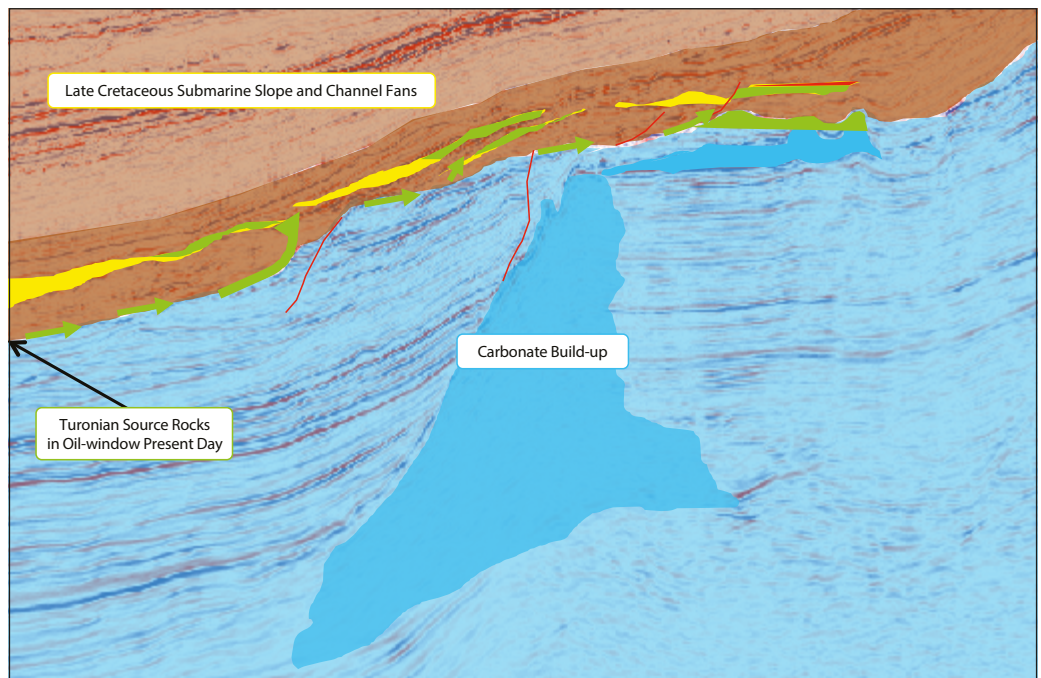 Late Cretaceous Submarine Slope and Channel Fans
Carbonate Build-up
Turonian Source Rocks
in Oil-window Present Day